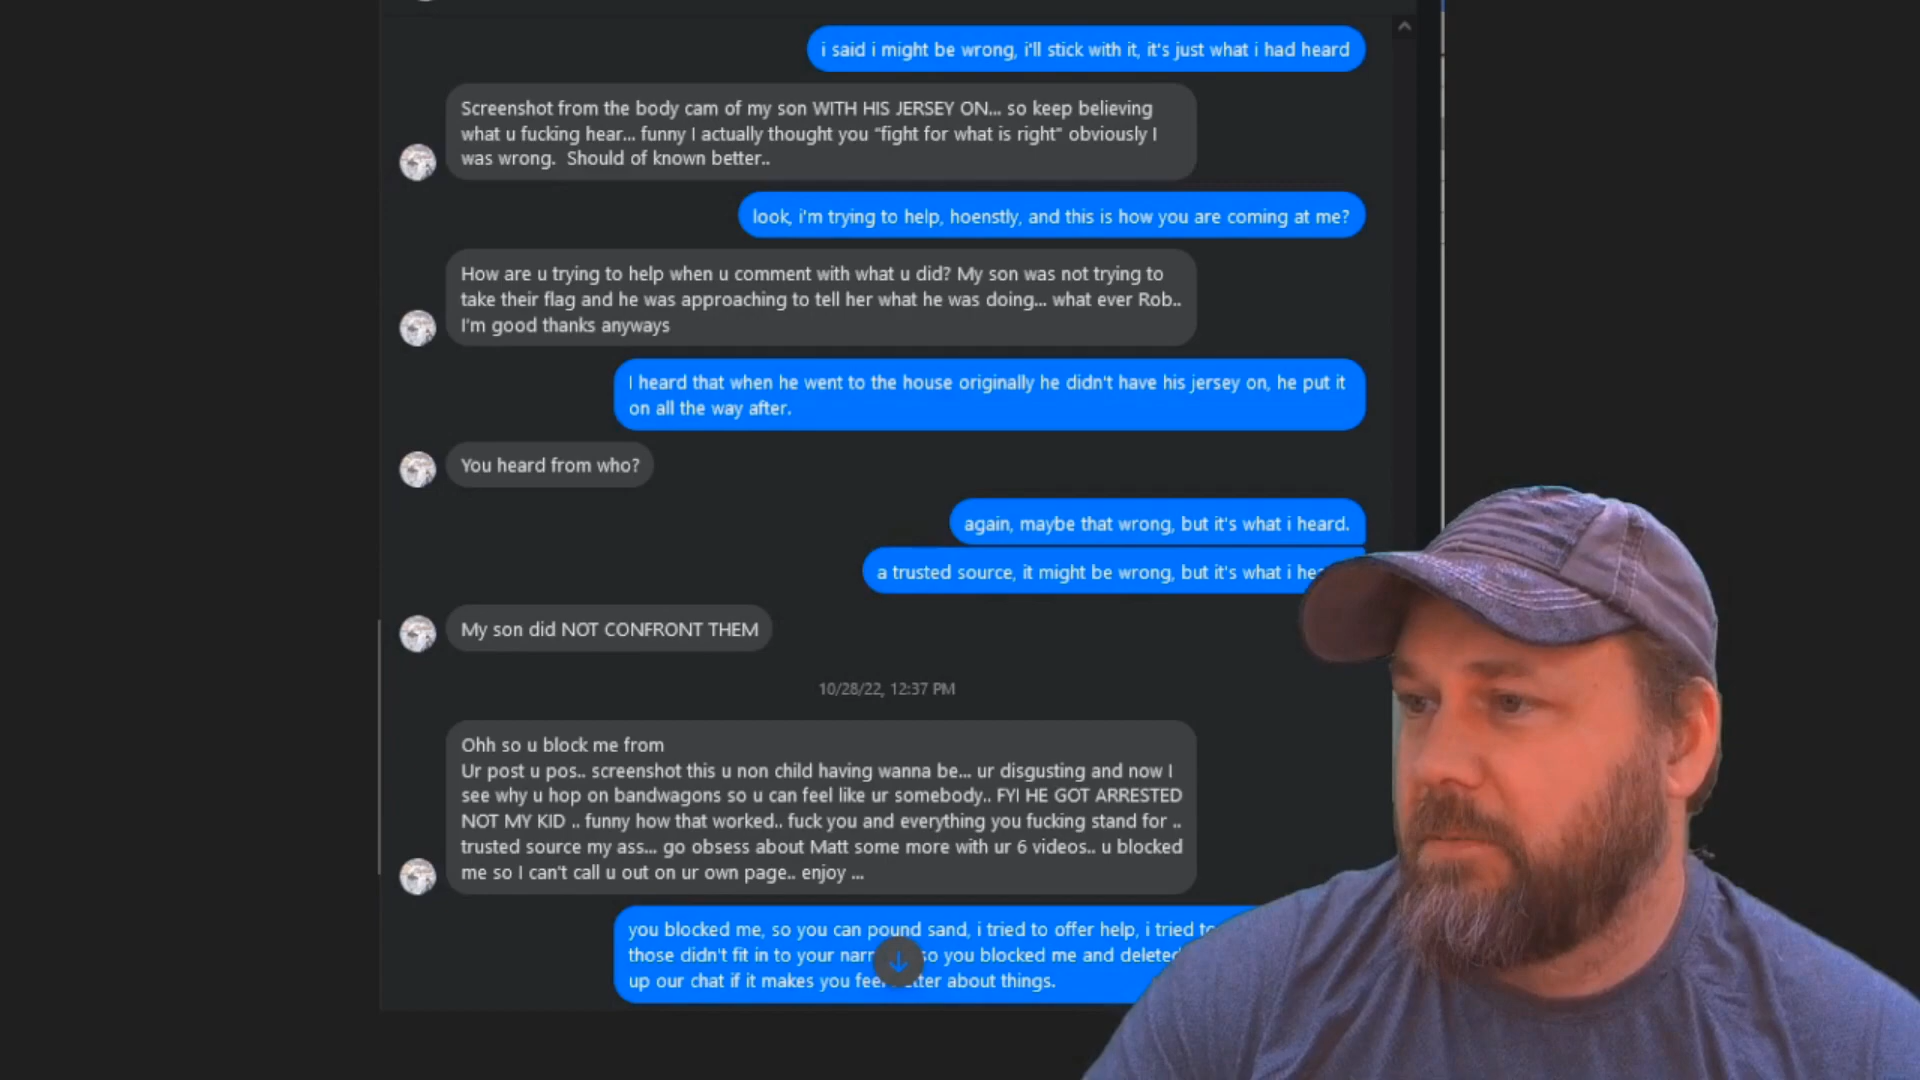 i said i might be wrong, i'll stick with it, it's just what i had heard
Screenshot from the body cam of my son WITH HIS JERSEY ON... so keep believing
what u fucking hear... funny I actually thought you "fight for what is right" obviously I
was wrong. Should of known better..
look, i'm trying to help, hoenstly, and this is how you are coming at me?
How are u trying to help when u comment with what u did? My son was not trying to
take their flag and he was approaching to tell her what he was doing... what ever Rob..
I'm good thanks anyways
I heard that when he went to the house originally he didn't have his jersey on, he put it
on all the way after.
You heard from who?
again, maybe that wrong, but it's what i heard.
a trusted source, it might be wrong, but it's what i
My son did NOT CONFRONT THEM
10/28/22, 12:37 PM
Ohh so u block me from
Ur post u pos.. screenshot this u non child having wanna be... ur disgusting and now I
see why u hop on bandwagons so u can feel like ur somebody.. FYI HE GOT ARRESTED
NOT MY KID .. funny how that worked.. fuck you and everything you fucking stand for ..
trusted source my ass... go obsess about Matt some more with ur 6 videos.. u blocked
me so I can't call u out on ur own page.. enjoy ...
you blocked me, so you can pound sand, i tried to offer help, i tried
those didn't fit in to your so you blocked me and deleted
up our chat if it makes you about things.